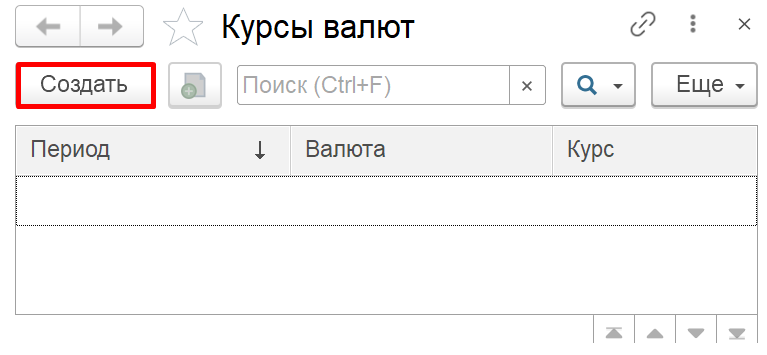 Курсы валют
Создать Поиск (Ctrl+F) Еще
Период Валюта Курс